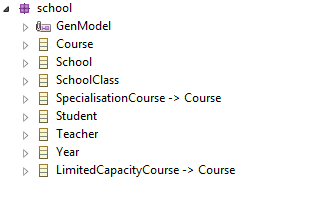 school
GenModel
Course
School
SchoolClass
SpecialisationCourse -> Course
Student
Teacher
Year
LimitedCapacityCourse -> Course